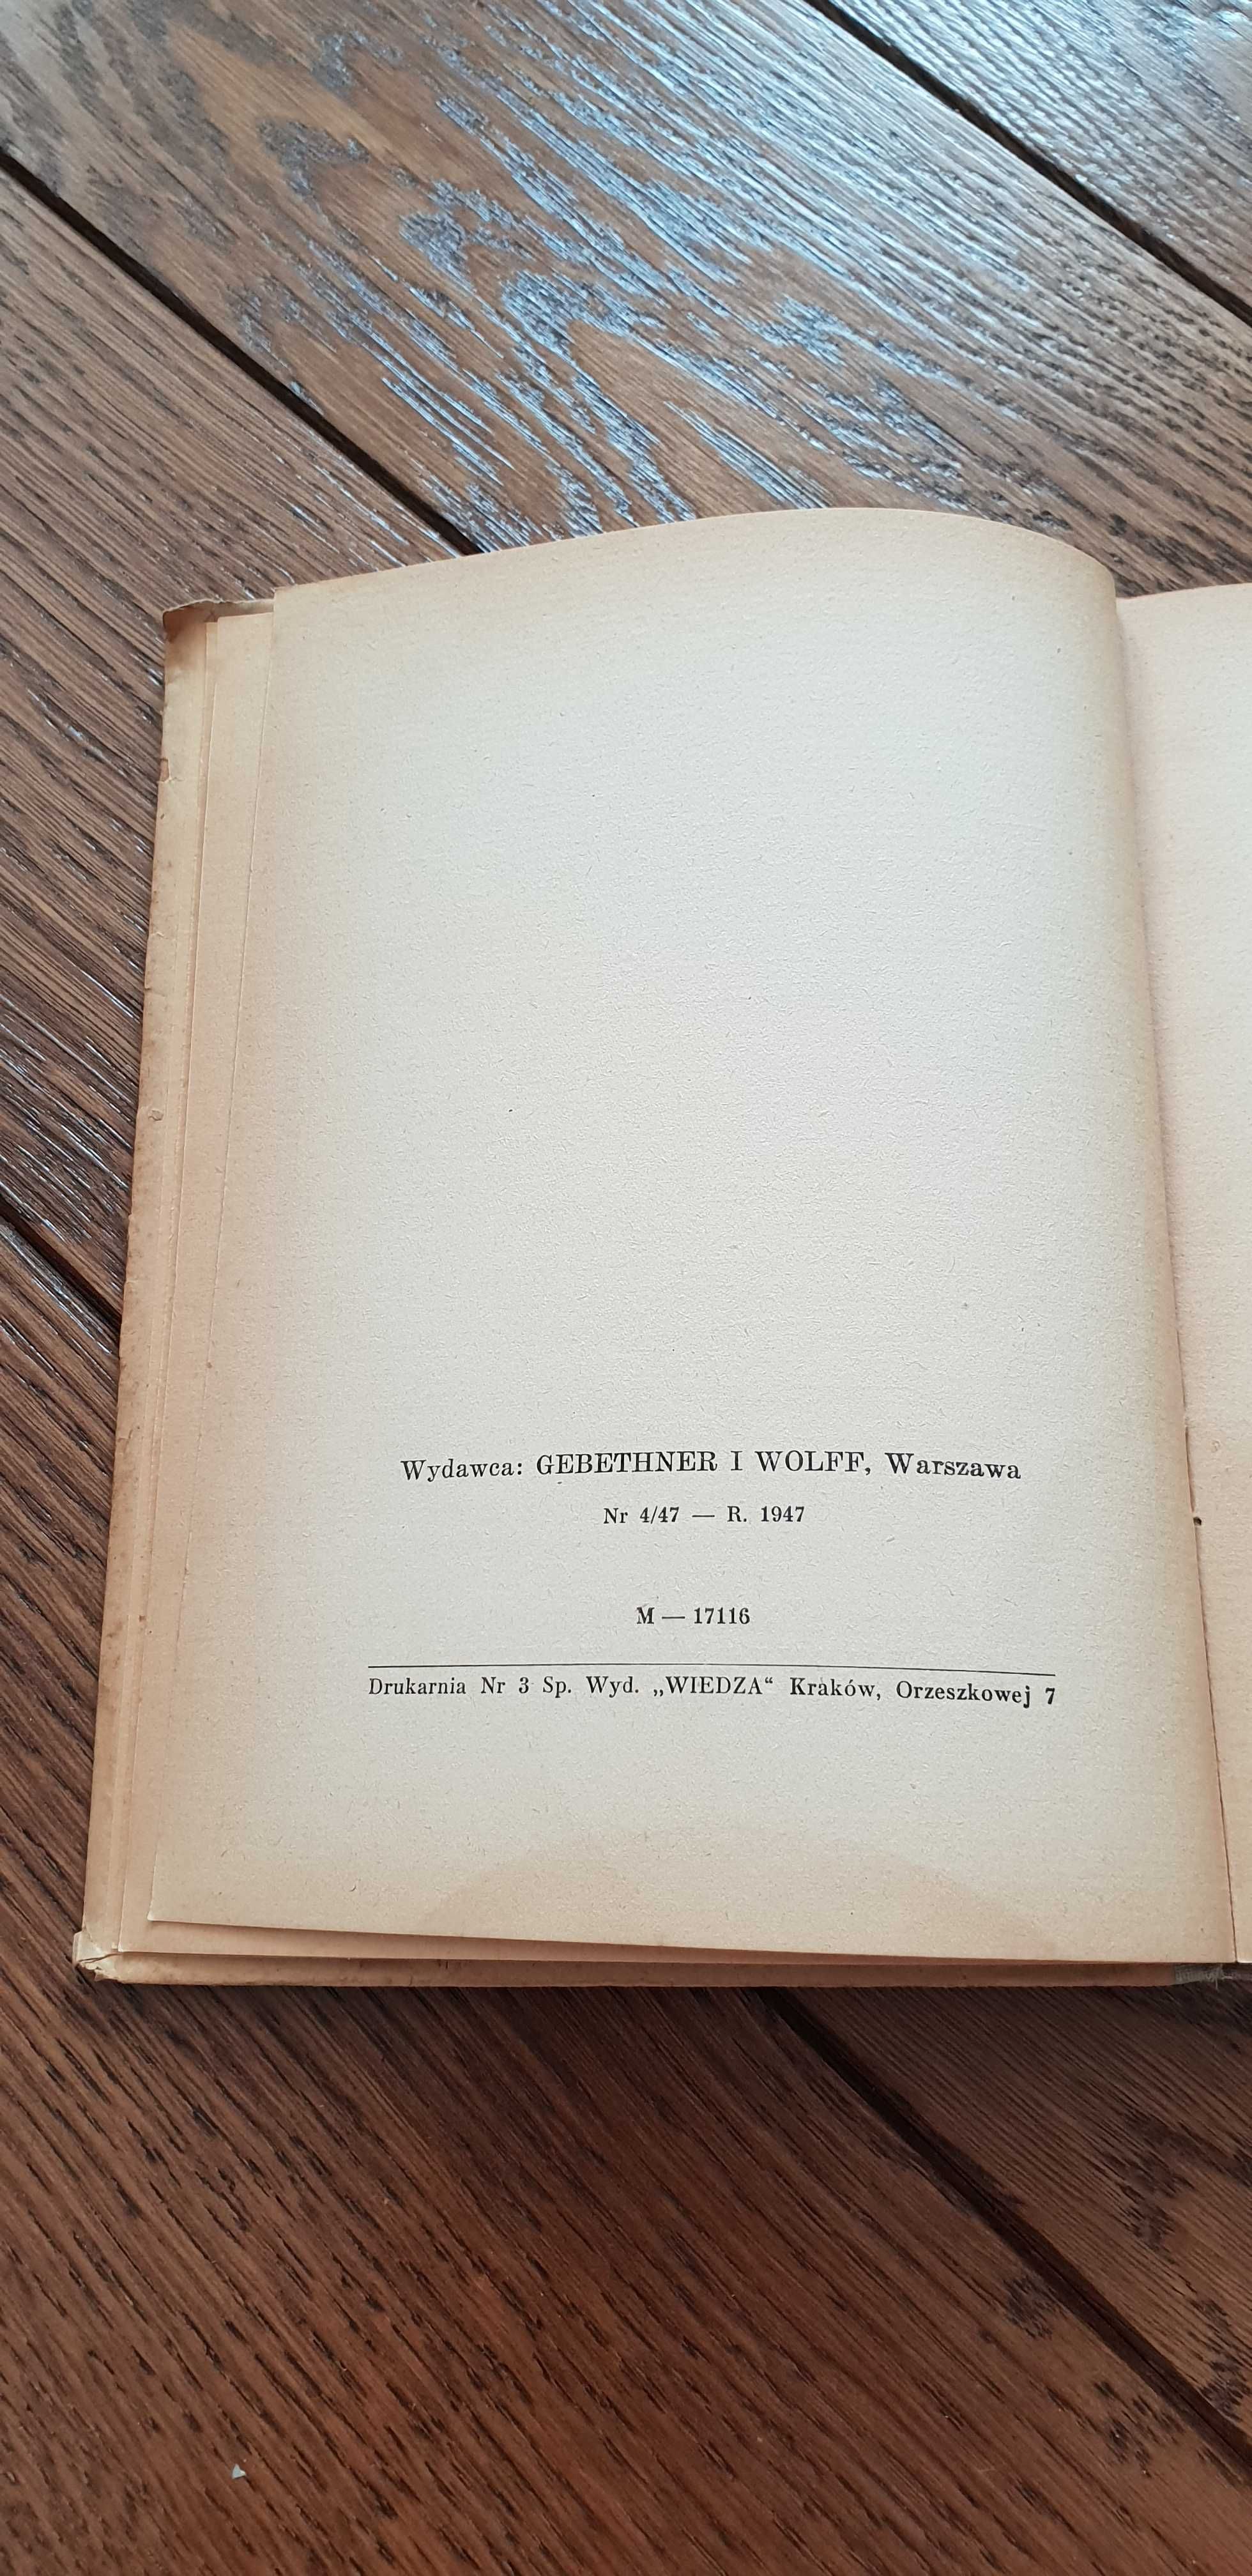 Wydawca: GEBETHNER I WOLFF, Warszawa
Nr 4/47 — R. 1947
M — 17116
Drukarnia Nr 3 Sp. Wyd. „WIEDZA“ Kraków, Orzeszkowej 7